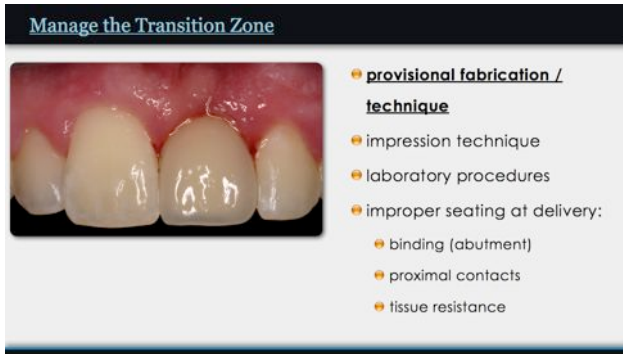 Manage the Transition Zone
provisional fabrication /
technique
impression technique
laboratory procedures
improper seating at delivery:
binding (abutment)
proximal contacts
tissue resistance